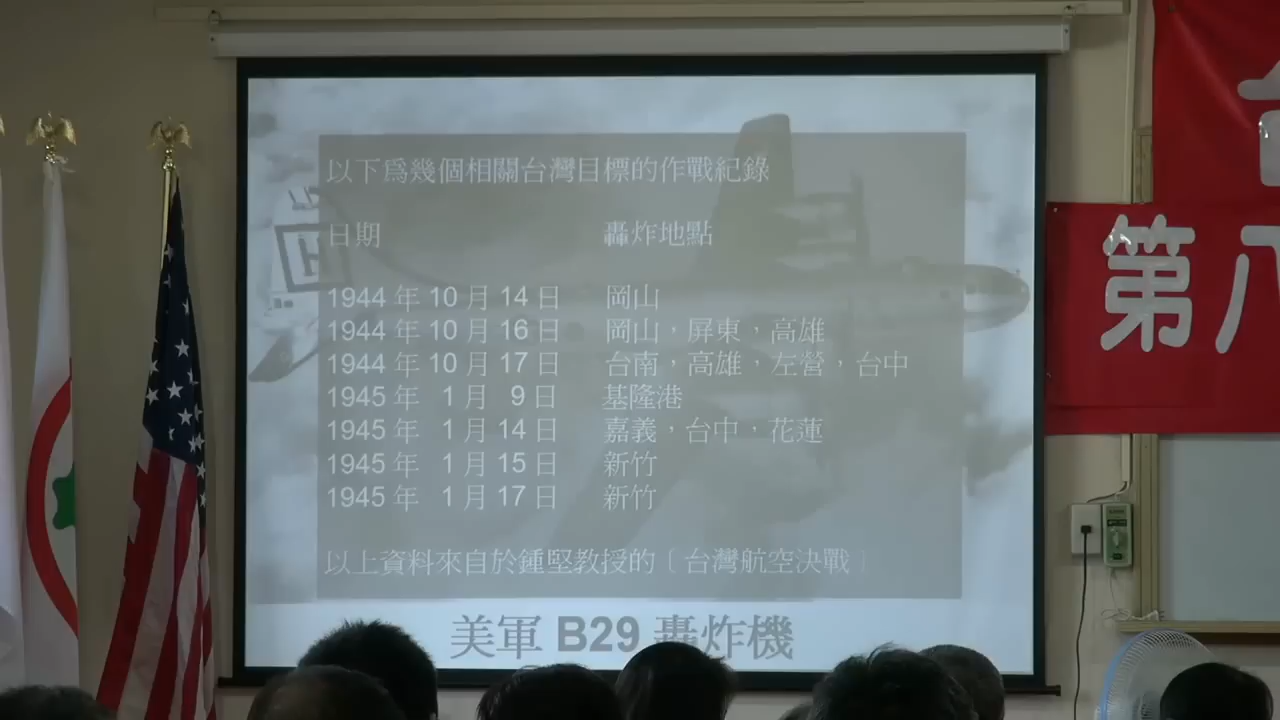 以下為幾個相關台灣目標的作戰紀錄
日期 轟炸地點
1944 年 10 月 14 日 岡山
1944 年 10 月 16 日 岡山，屏東，高雄
1944 年 10 月 17 日 台南，高雄，左營，台中
1945 年 1 月 9 日 基隆港
1945 年 1 月 14 日 嘉義，台中，花蓮
1945 年 1 月 15 日 新竹
1945 年 1 月 17 日 新竹
以上資料來自於鍾堅教授的〔台灣航空決戰〕
美軍 B29 轟炸機
第